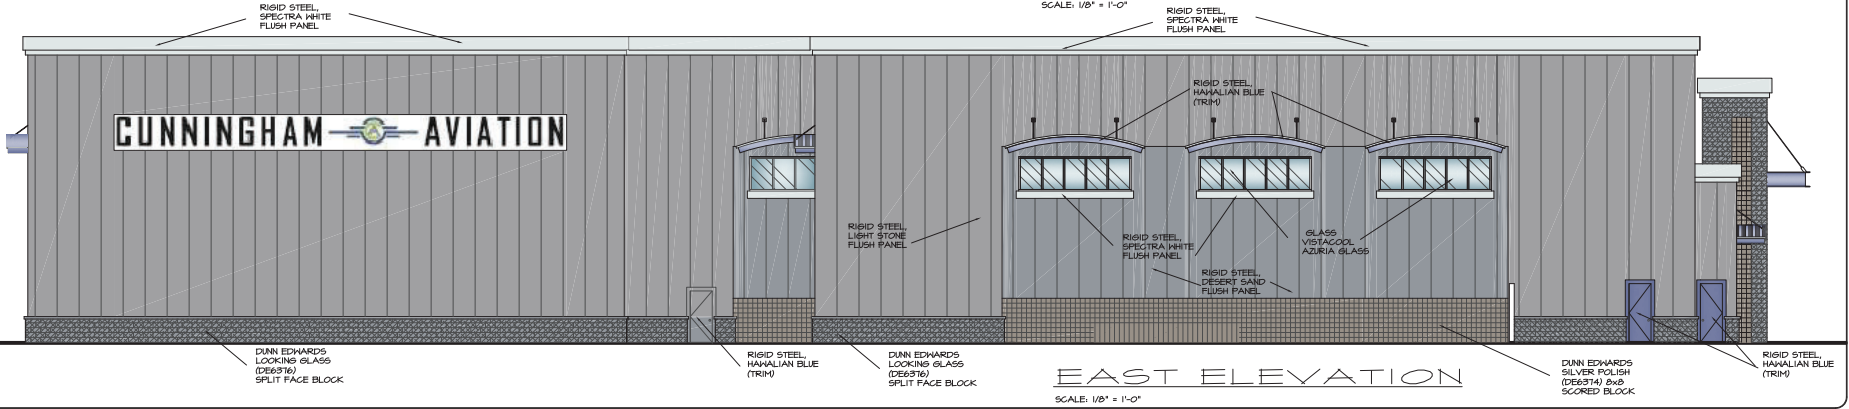 SCALE: 1/8" = 1'-0"
RIGID STEEL,
SPECTRA WHITE
FLUSH PANEL
RIGID STEEL,
SPECTRA WHITE
FLUSH PANEL
RIGID STEEL,
HAWAIIAN BLUE
(TRIM)
CUNNINGHAM AVIATION
RIGID STEEL,
LIGHT STONE
FLUSH PANEL
RIGID STEEL,
SPECTRA WHITE
FLUSH PANEL
GLASS
VISTACOOL
AZURIA GLASS
RIGID STEEL,
DESERT SAND
FLUSH PANEL
DUNN EDWARDS
LOOKING GLASS
(DE6376)
SPLIT FACE BLOCK
RIGID STEEL,
HAWAIIAN BLUE
(TRIM)
DUNN EDWARDS
LOOKING GLASS
(DE6376)
SPLIT FACE BLOCK
EAST ELEVATION
SCALE: 1/8" = 1'-0"
DUNN EDWARDS
SILVER POLISH
(DE6374) 8x8
SCORED BLOCK
RIGID STEEL,
HAWAIIAN BLUE
(TRIM)